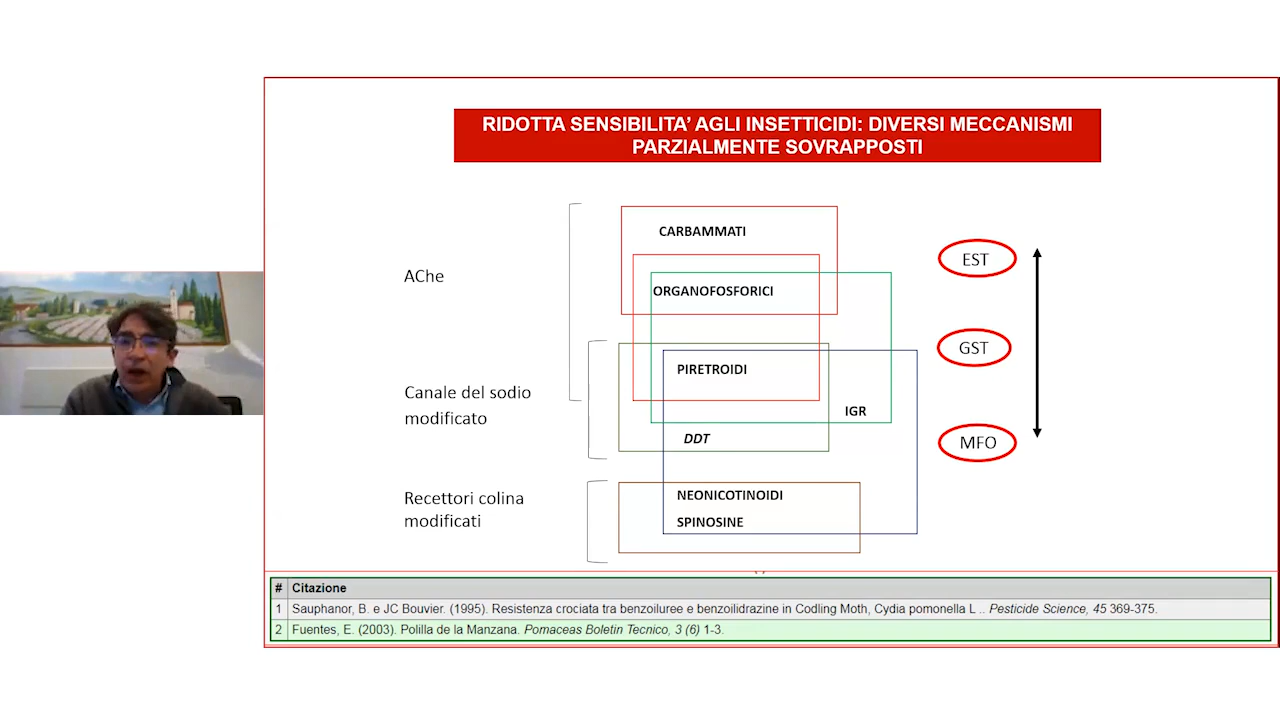 RIDOTTA SENSIBILITA' AGLI INSETTICIDI: DIVERSI MECCANISMI
PARZIALMENTE SOVRAPPOSTI
CARBAMMATI
AChe
ORGANOFOSFORICI
EST
GST
PIRETROIDI
Canale del sodio
modificato
IGR
DDT
MFO
Recettori colina
modificati
NEONICOTINOIDI
SPINOSINE
# Citazione
1 Sauphanor, B. e JC Bouvier. (1995). Resistenza crociata tra benzoiluree e benzoilidrazine in Codling Moth, Cydia pomonella L .. Pesticide Science, 45 369-375.
2 Fuentes, E. (2003). Polilla de la Manzana. Pomaceas Boletin Tecnico, 3 (6) 1-3.